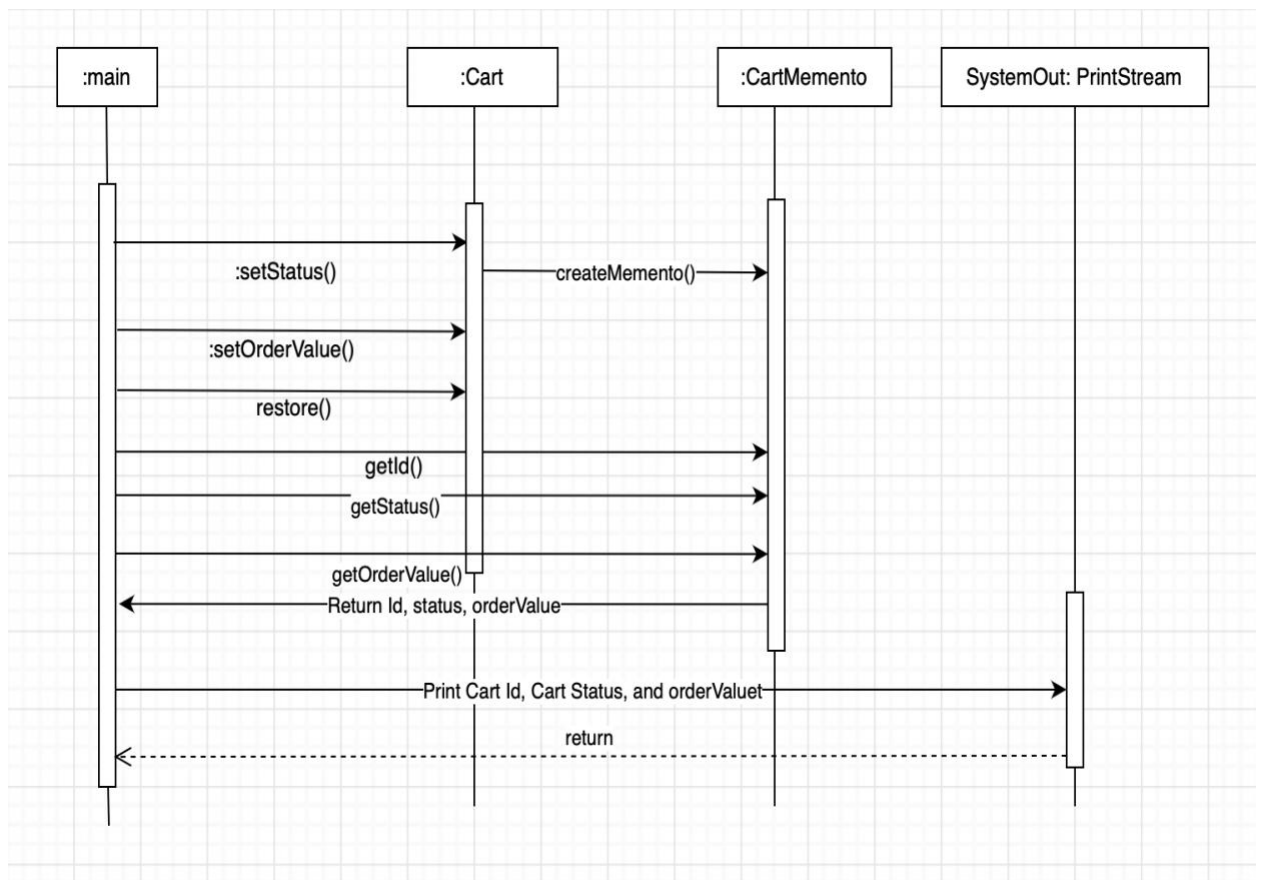 :main
:Cart
:CartMemento
SystemOut: PrintStream
:setStatus()
createMemento()
:setOrderValue()
restore()
getId()
getStatus()
getOrderValue()
Return Id, status, orderValue
Print Cart Id, Cart Status, and orderValuet
return